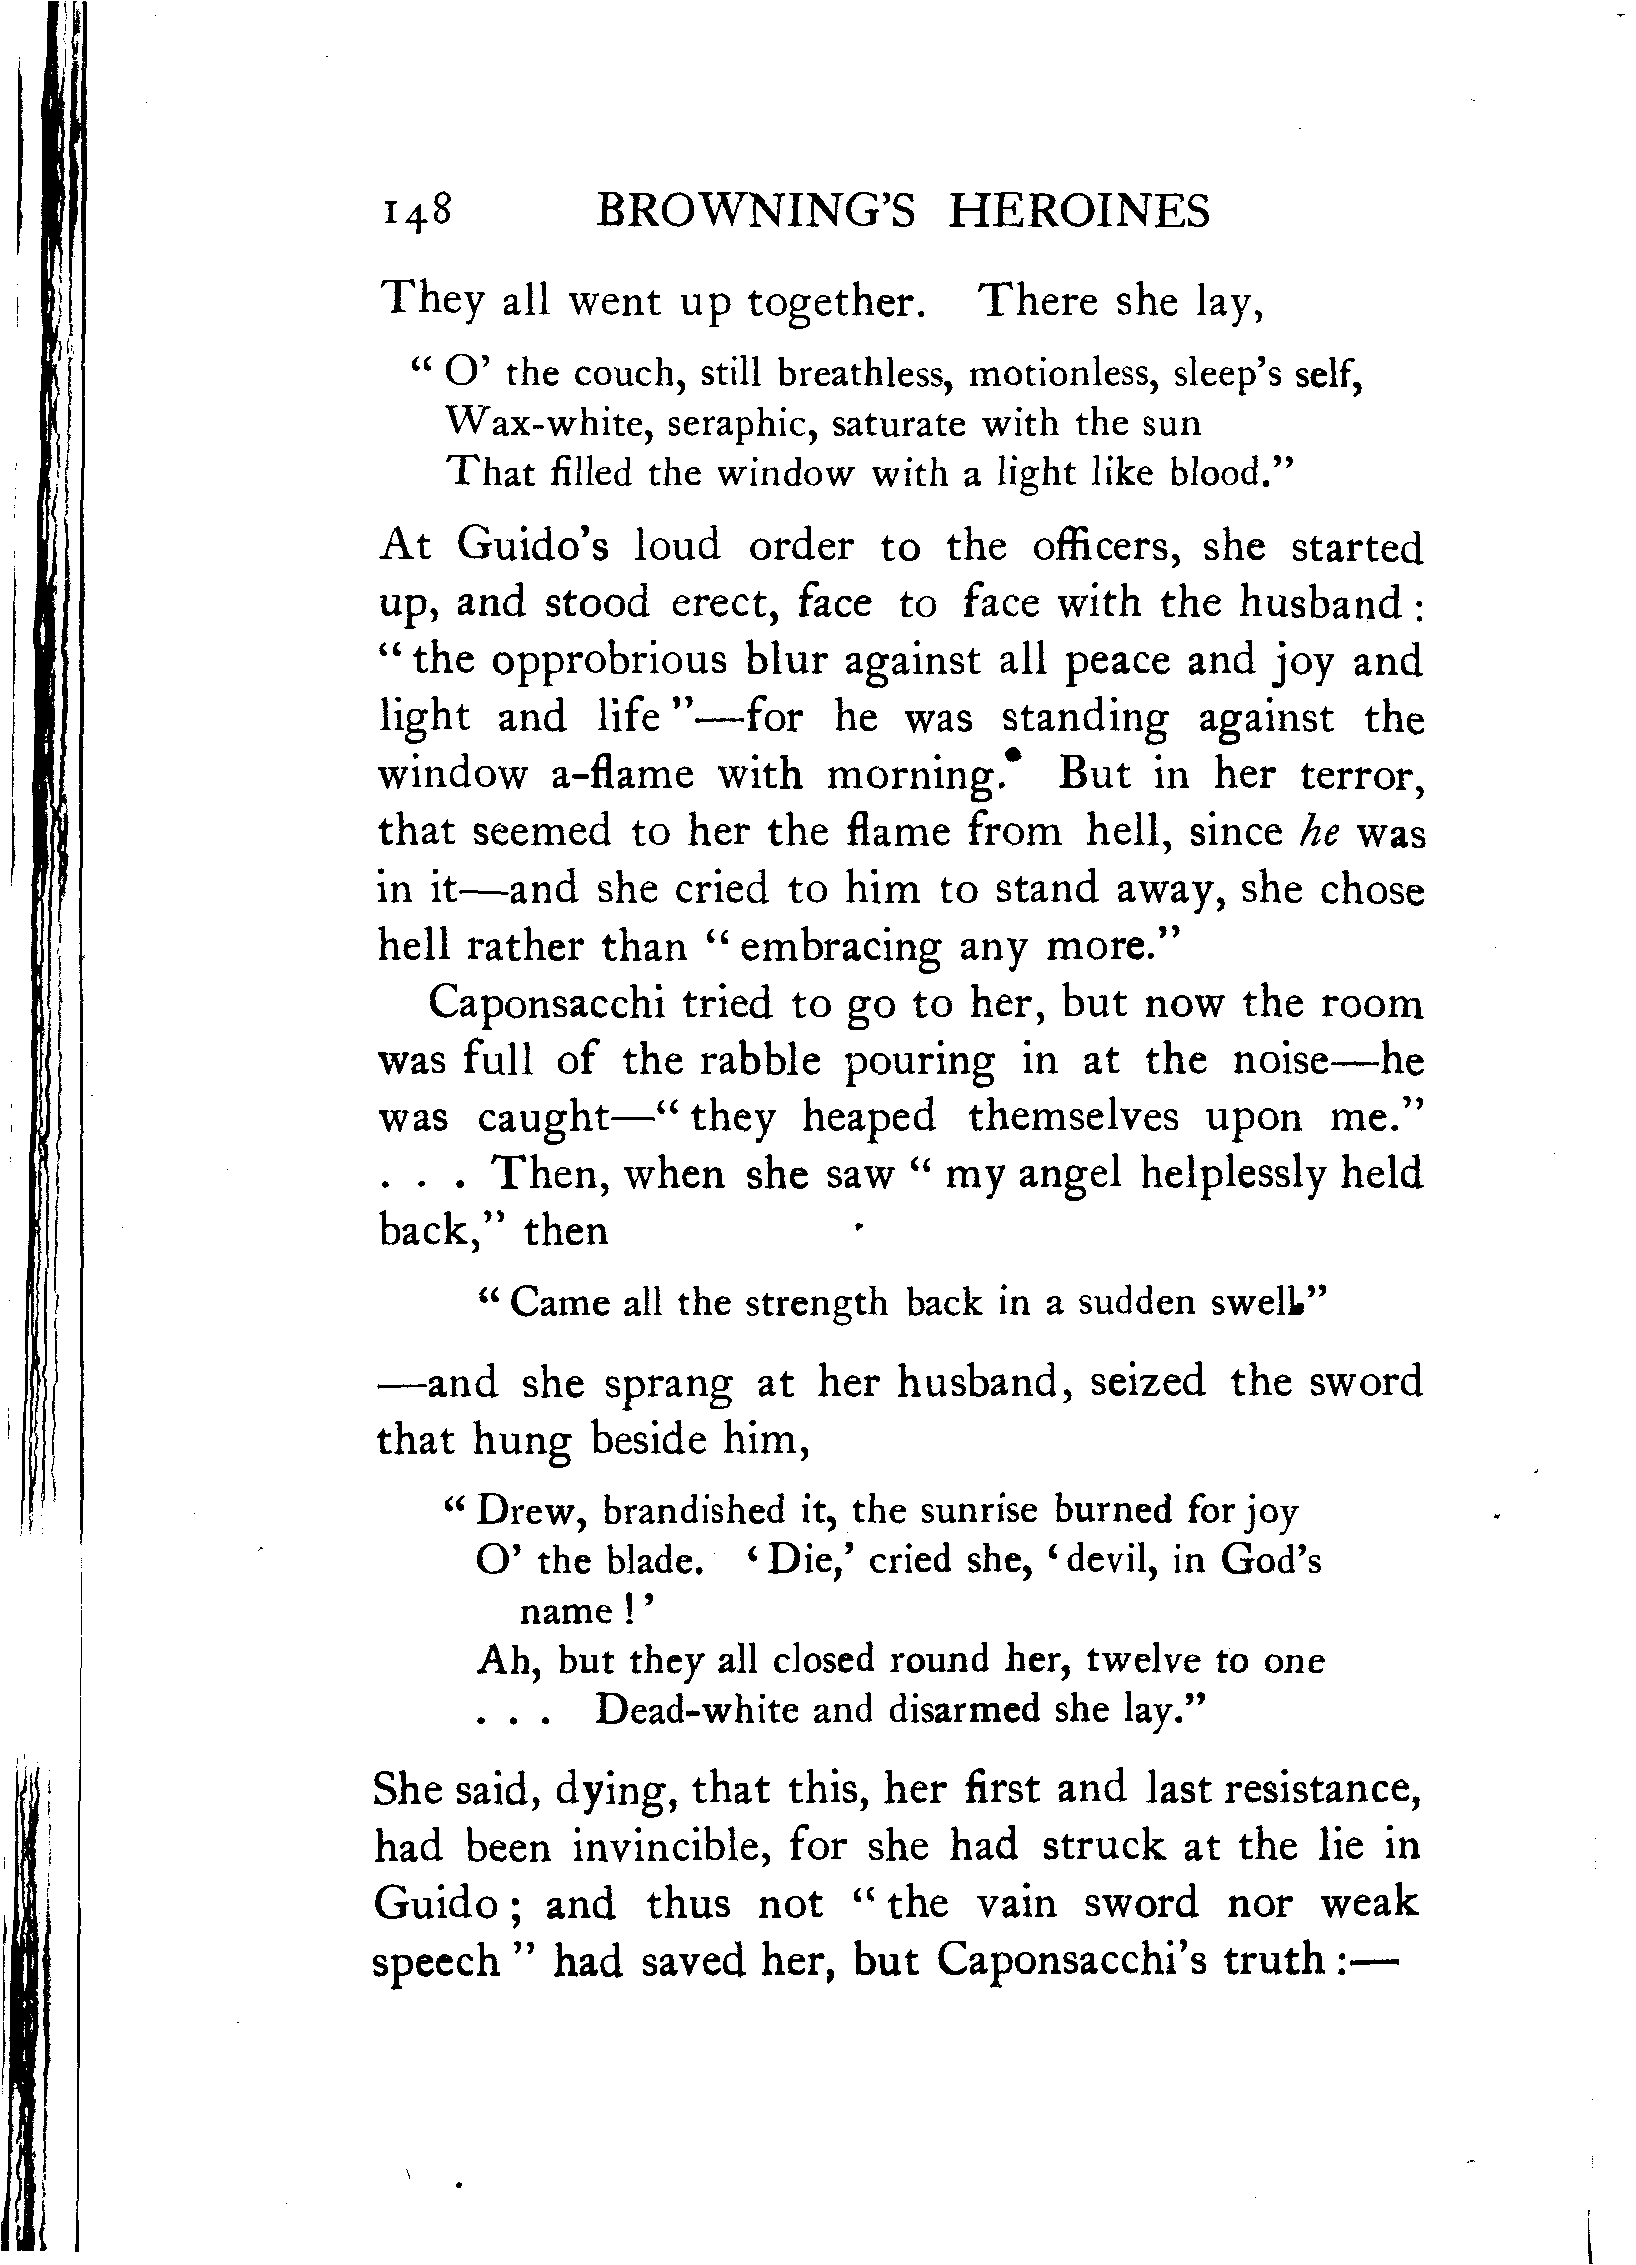 148 BROWNING'S HEROINES
They all went up together. There she lay,
“ O’ the couch, still breathless, motionless, sleep’s self,
Wax-white, seraphic, saturate with the sun
That filled the window with a light like blood.”
At Guido’s loud order to the officers, she started
up, and stood erect, face to face with the husband :
“ the opprobrious blur against all peace and joy and
light and life ”—for he was standing against the
window a-flame with morning. But in her terror,
that seemed to her the flame from hell, since he was
in it—and she cried to him to stand away, she chose
hell rather than “ embracing any more.”
Caponsacchi tried to go to her, but now the room
was full of the rabble pouring in at the noise—he
was caught—“ they heaped themselves upon me.”
. . . Then, when she saw “ my angel helplessly held
back,” then
“ Came all the strength back in a sudden swell.”
—and she sprang at her husband, seized the sword
that hung beside him,
“ Drew, brandished it, the sunrise burned for joy
O’ the blade. ‘ Die,’ cried she, ‘ devil, in God’s
name ! ’
Ah, but they all closed round her, twelve to one
. . . Dead-white and disarmed she lay.”
She said, dying, that this, her first and last resistance,
had been invincible, for she had struck at the lie in
Guido ; and thus not “ the vain sword nor weak
speech ” had saved her, but Caponsacchi’s truth :—